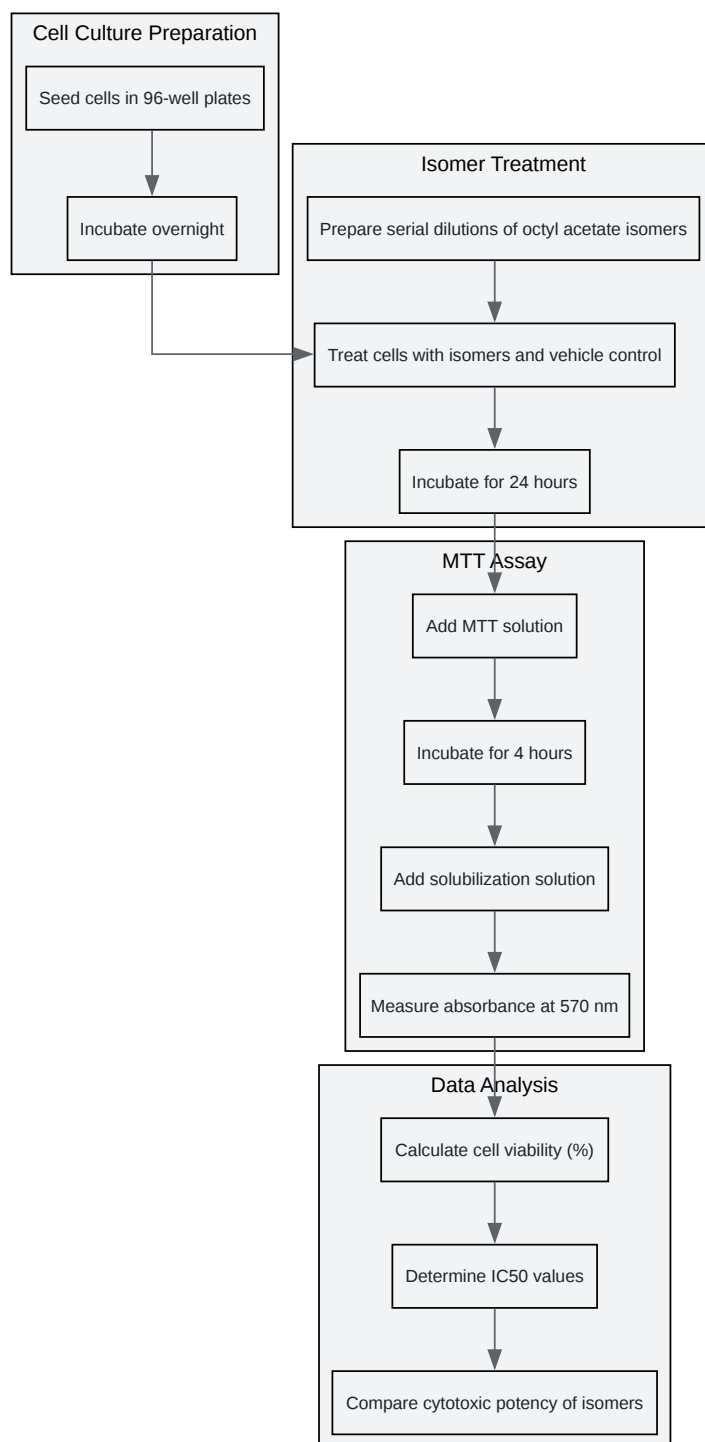 Cell Culture Preparation
Seed cells in 96-well plates
Incubate overnight
Isomer Treatment
Prepare serial dilutions of octyl acetate isomers
Treat cells with isomers and vehicle control
Incubate for 24 hours
MTT Assay
Add MTT solution
Incubate for 4 hours
Add solubilization solution
Measure absorbance at 570 nm
Data Analysis
Calculate cell viability (%)
Determine IC50 values
Compare cytotoxic potency of isomers